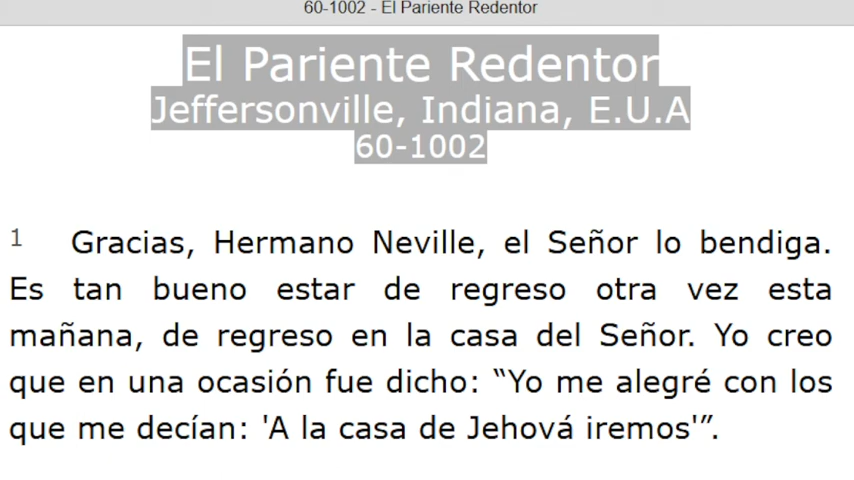 60-1002 - El Pariente Redentor
El Pariente Redentor
Jeffersonville, Indiana, E.U.A
60-1002
1 Gracias, Hermano Neville, el Señor lo bendiga.
Es tan bueno estar de regreso otra vez esta
mañana, de regreso en la casa del Señor. Yo creo
que en una ocasión fue dicho: “Yo me alegré con los
que me decían: 'A la casa de Jehová iremos'”.